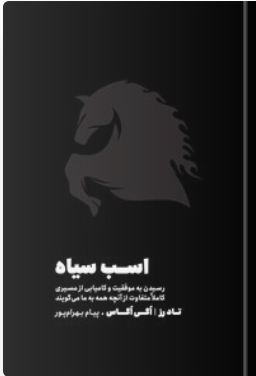 اسب سیاه
رسیدن به موفقیت و کامیابی از مسیری
کاملاً متفاوت از آنچه همه به ما می‌گویند
تاد رز | اُگی اُگاس . پیام بهرام‌پور